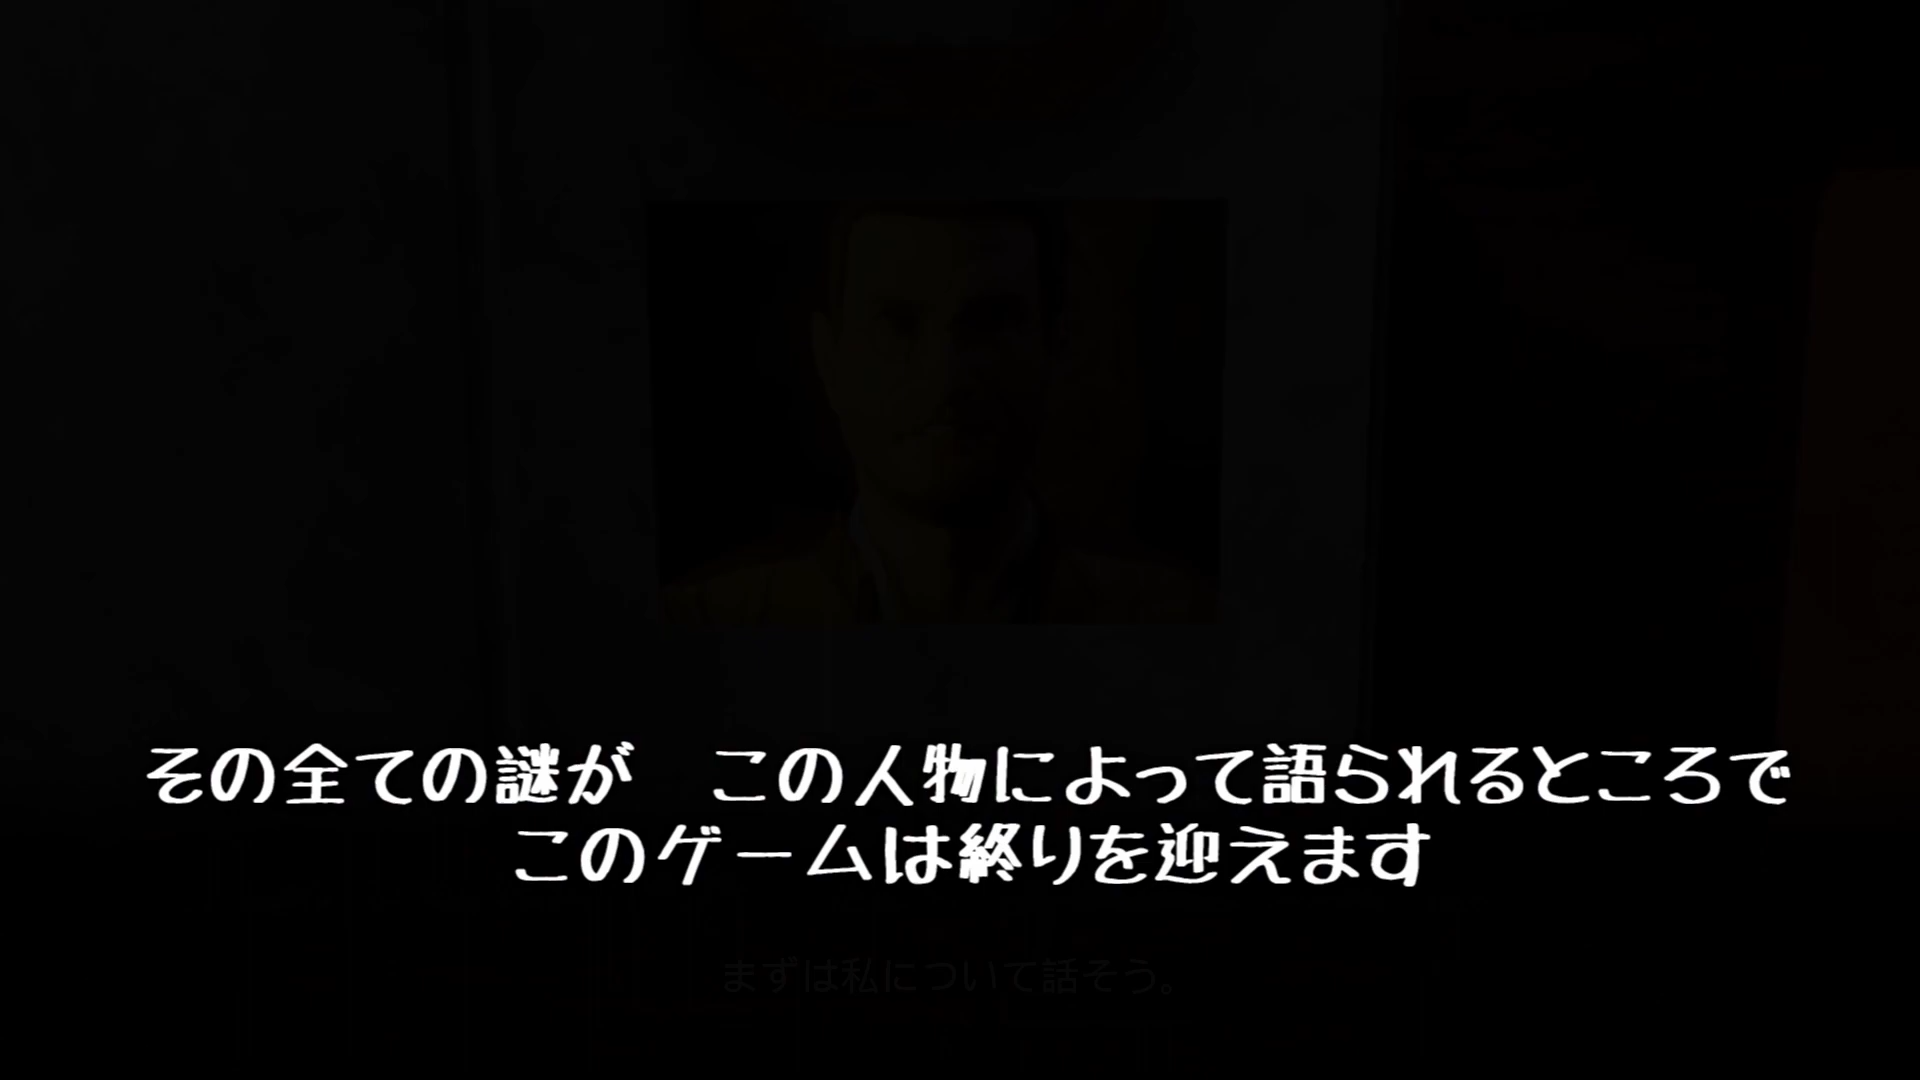 その全ての謎が　この人物によって語られるところで
このゲームは終りを迎えます
まずは私について話そう。